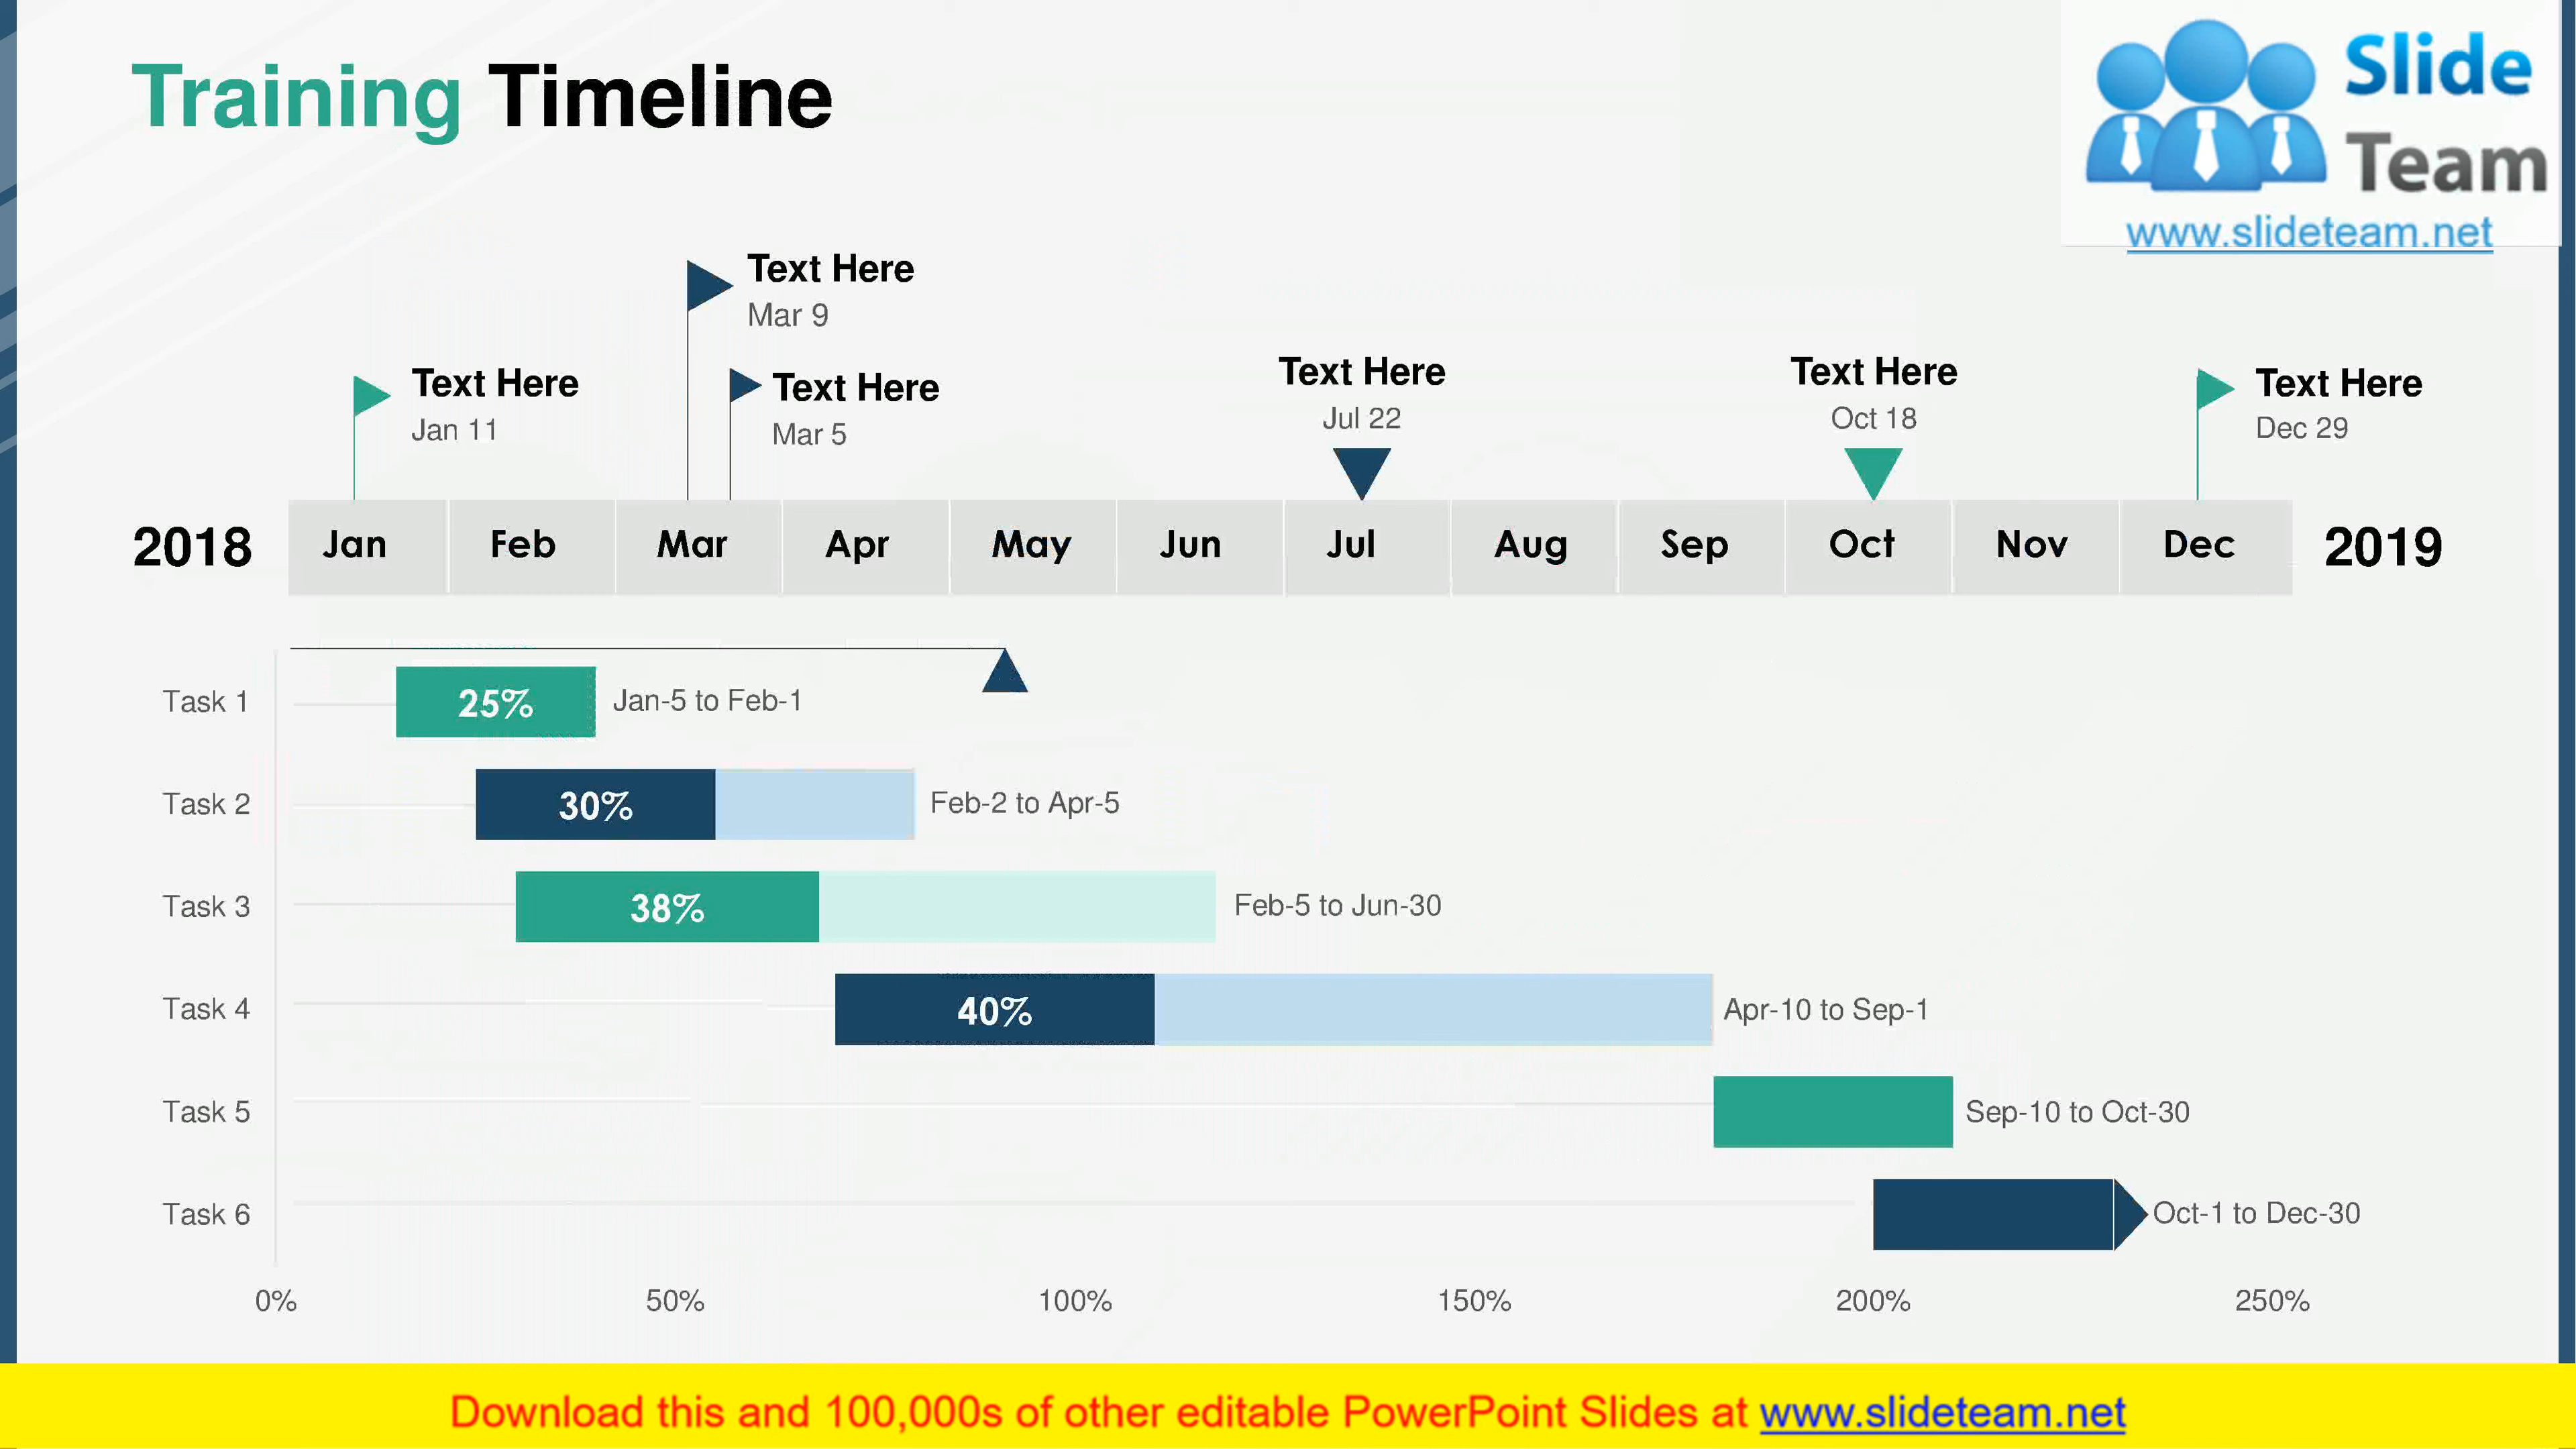 Training Timeline
Slide
Team
www.slideteam.net
Text Here
Mar 9
Text Here
Jan 11
Text Here
Mar 5
Text Here
Jul 22
Text Here
Oct 18
Text Here
Dec 29
2018 Jan Feb Mar Apr May Jun Jul Aug Sep Oct Nov Dec 2019
Task 1 25% Jan-5 to Feb-1
Task 2 30% Feb-2 to Apr-5
Task 3 38% Feb-5 to Jun-30
Task 4 40% Apr-10 to Sep-1
Task 5 Sep-10 to Oct-30
Task 6 Oct-1 to Dec-30
0% 50% 100% 150% 200% 250%
Download this and 100,000s of other editable PowerPoint Slides at www.slideteam.net